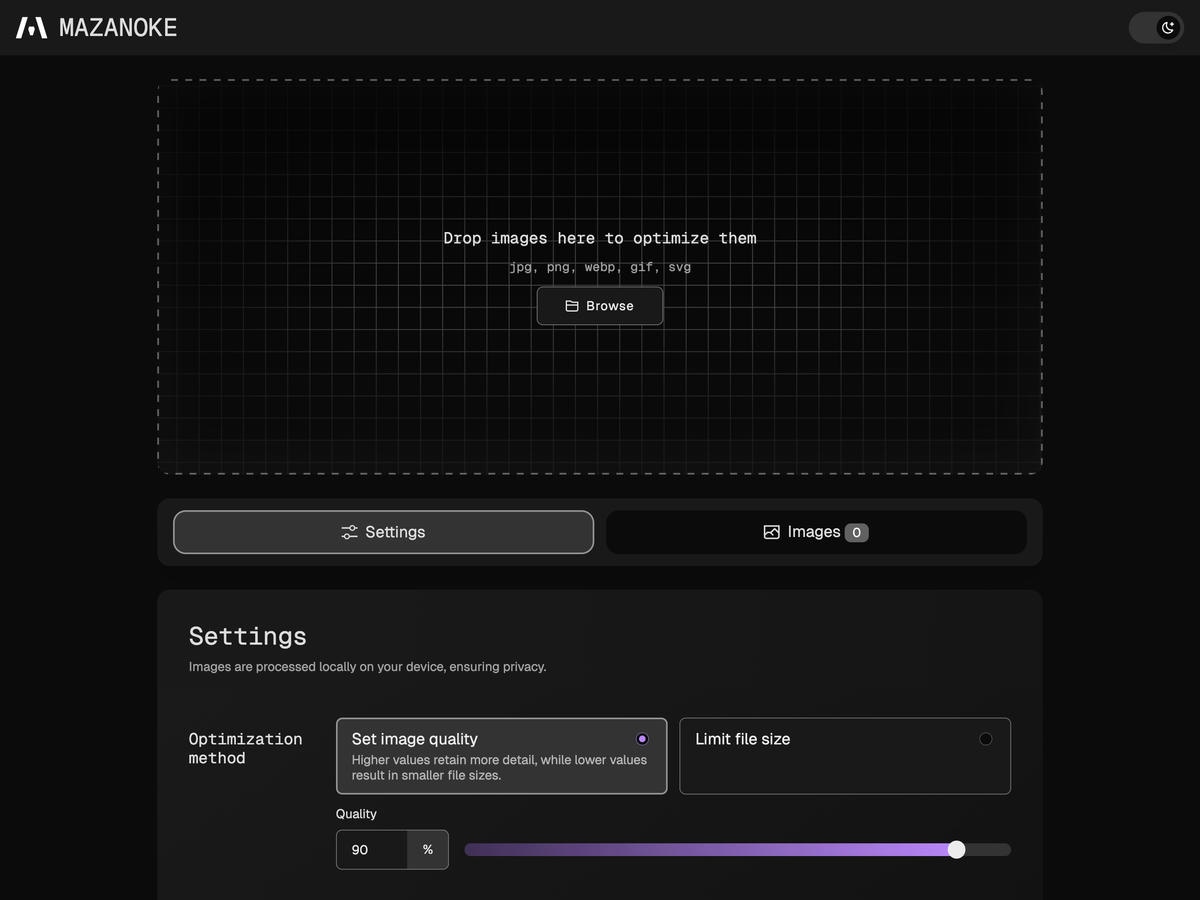 MAZANOKE
Drop images here to optimize them
jpg, png, webp, gif, svg
Browse
Settings
Images 0
Settings
Images are processed locally on your device, ensuring privacy.
Optimization
method
Set image quality
Higher values retain more detail, while lower values
result in smaller file sizes.
Limit file size
Quality
90 %